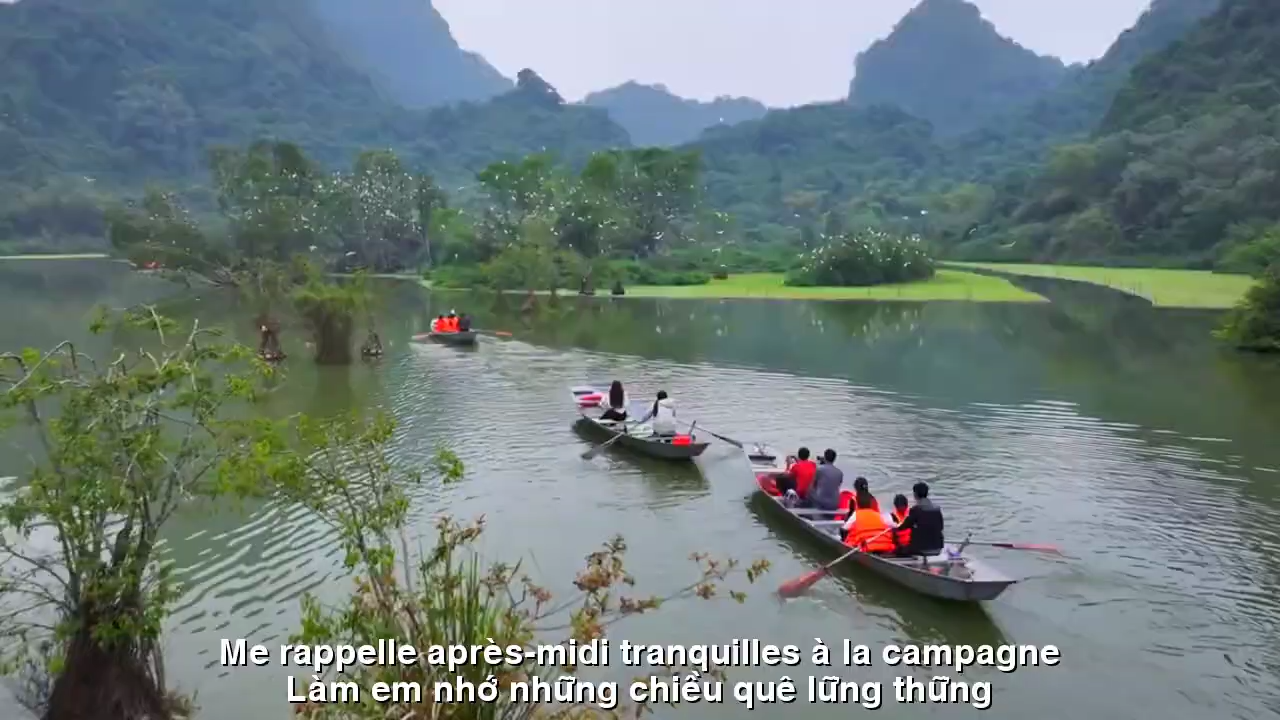 Me rappelle après-midi tranquilles à la campagne
Làm em nhớ những chiều quê lững thững